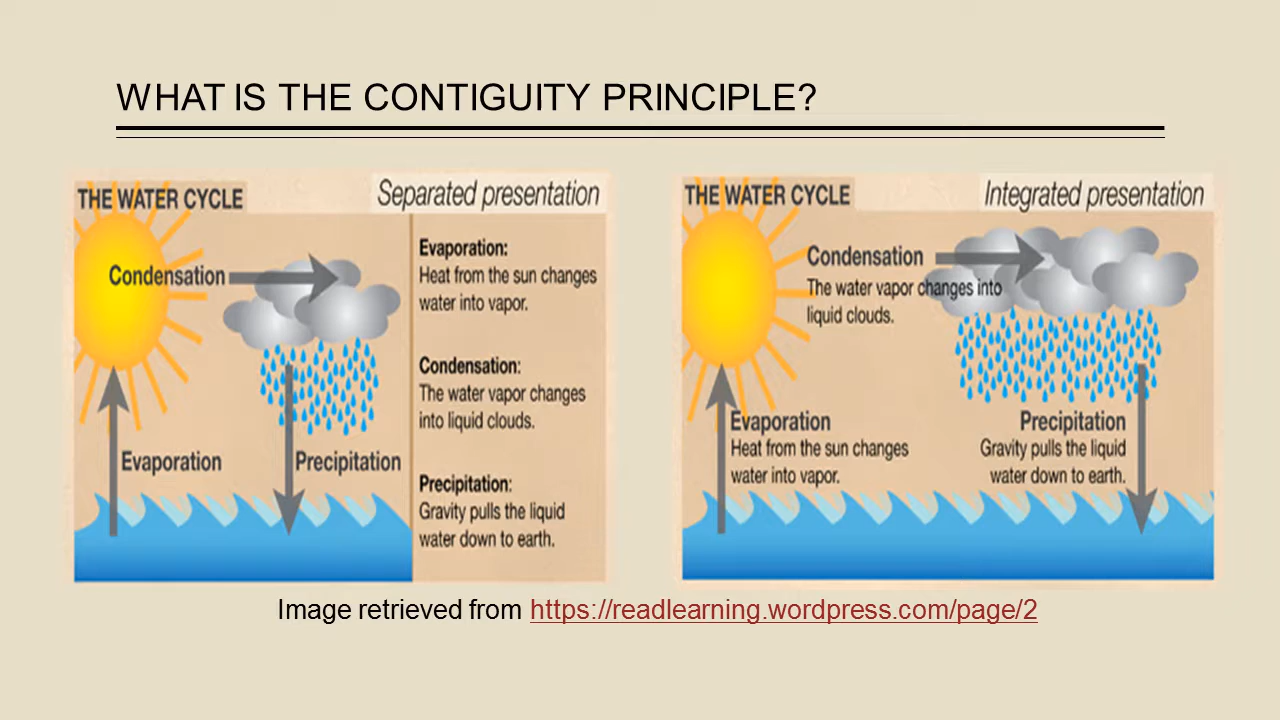 WHAT IS THE CONTIGUITY PRINCIPLE?
THE WATER CYCLE
Separated presentation
Condensation
Evaporation
Precipitation
Evaporation:
Heat from the sun changes
water into vapor.
Condensation:
The water vapor changes
into liquid clouds.
Precipitation:
Gravity pulls the liquid
water down to earth.
THE WATER CYCLE
Integrated presentation
Condensation
The water vapor changes into
liquid clouds.
Evaporation
Heat from the sun changes
water into vapor.
Precipitation
Gravity pulls the liquid
water down to earth.
Image retrieved from https://readlearning.wordpress.com/page/2